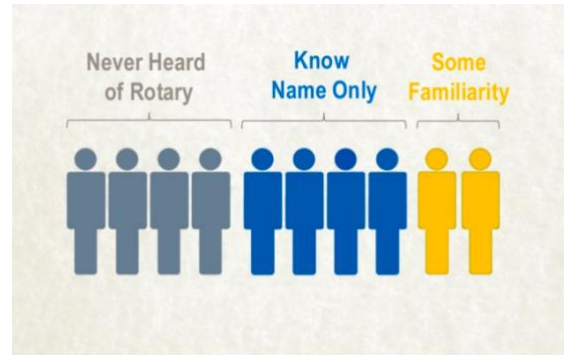 Never Heard
of Rotary
Know
Name Only
Some
Familiarity